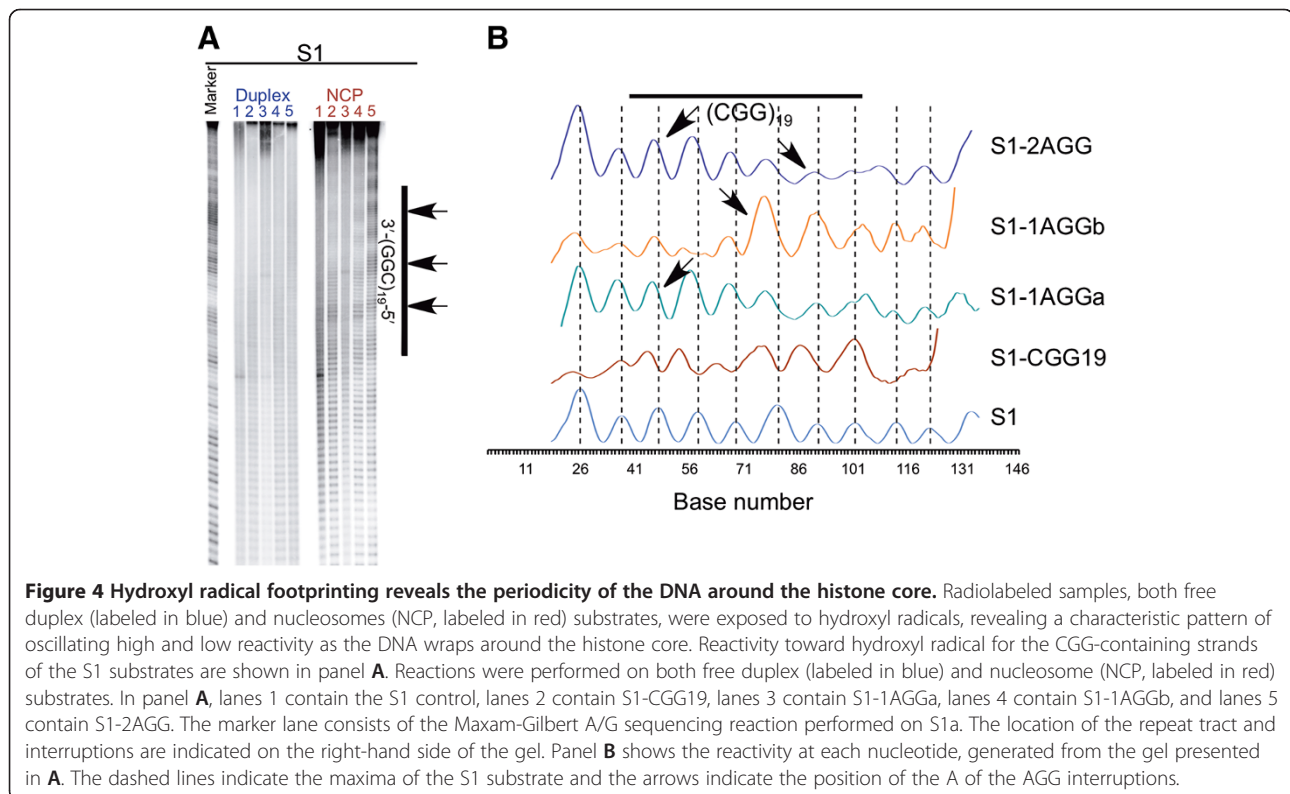 A
S1
Marker
Duplex
1 2 3 4 5
NCP
1 2 3 4 5
3′-(GGC)19-5′
B
(CGG)19
S1-2AGG
S1-1AGGb
S1-1AGGa
S1-CGG19
S1
11 26 41 56 71 86 101 116 131 146
Base number
Figure 4 Hydroxyl radical footprinting reveals the periodicity of the DNA around the histone core. Radiolabeled samples, both free
duplex (labeled in blue) and nucleosomes (NCP, labeled in red) substrates, were exposed to hydroxyl radicals, revealing a characteristic pattern of
oscillating high and low reactivity as the DNA wraps around the histone core. Reactivity toward hydroxyl radical for the CGG-containing strands
of the S1 substrates are shown in panel A. Reactions were performed on both free duplex (labeled in blue) and nucleosome (NCP, labeled in red)
substrates. In panel A, lanes 1 contain the S1 control, lanes 2 contain S1-CGG19, lanes 3 contain S1-1AGGa, lanes 4 contain S1-1AGGb, and lanes 5
contain S1-2AGG. The marker lane consists of the Maxam-Gilbert A/G sequencing reaction performed on S1a. The location of the repeat tract and
interruptions are indicated on the right-hand side of the gel. Panel B shows the reactivity at each nucleotide, generated from the gel presented
in A. The dashed lines indicate the maxima of the S1 substrate and the arrows indicate the position of the A of the AGG interruptions.